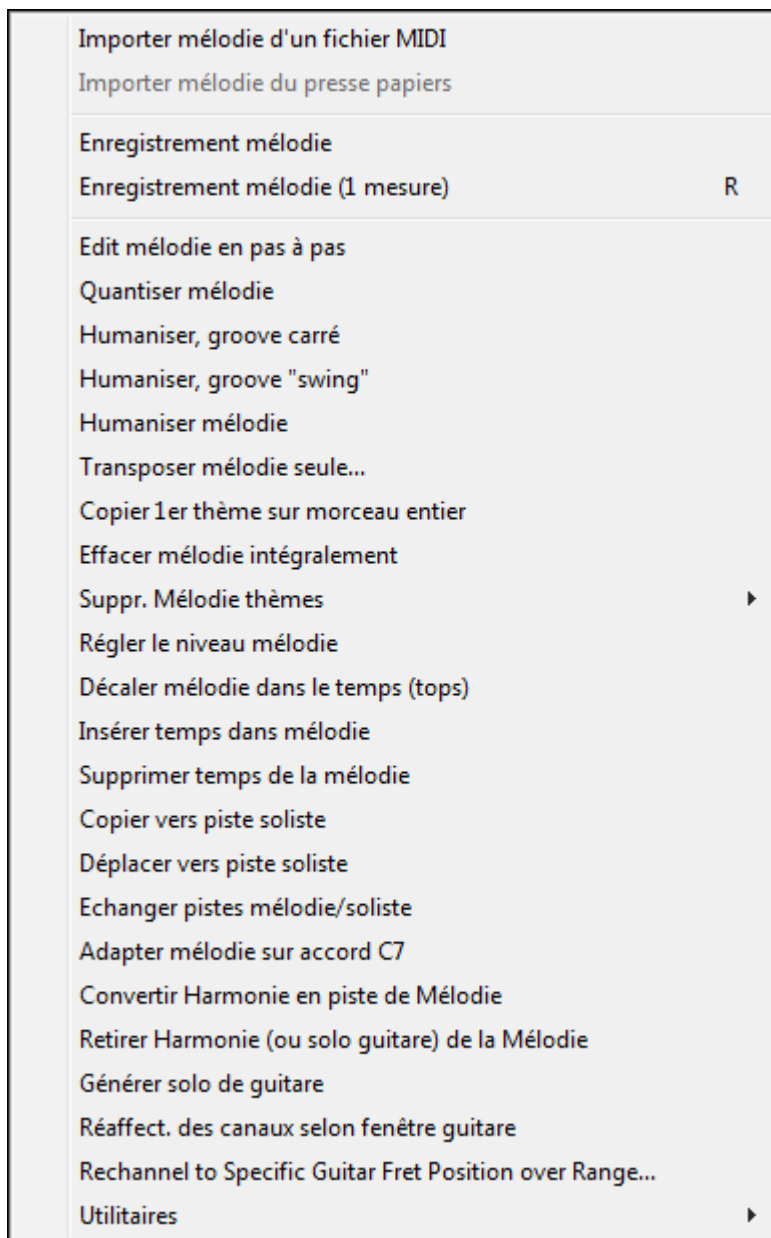 Importer mélodie d'un fichier MIDI
Importer mélodie du presse papiers
Enregistrement mélodie
Enregistrement mélodie (1 mesure) R
Edit mélodie en pas à pas
Quantiser mélodie
Humaniser, groove carré
Humaniser, groove "swing"
Humaniser mélodie
Transposer mélodie seule...
Copier 1er thème sur morceau entier
Effacer mélodie intégralement
Suppr. Mélodie thèmes
Régler le niveau mélodie
Décaler mélodie dans le temps (tops)
Insérer temps dans mélodie
Supprimer temps de la mélodie
Copier vers piste soliste
Déplacer vers piste soliste
Echanger pistes mélodie/soliste
Adapter mélodie sur accord C7
Convertir Harmonie en piste de Mélodie
Retirer Harmonie (ou solo guitare) de la Mélodie
Générer solo de guitare
Réaffect. des canaux selon fenêtre guitare
Rechannel to Specific Guitar Fret Position over Range...
Utilitaires